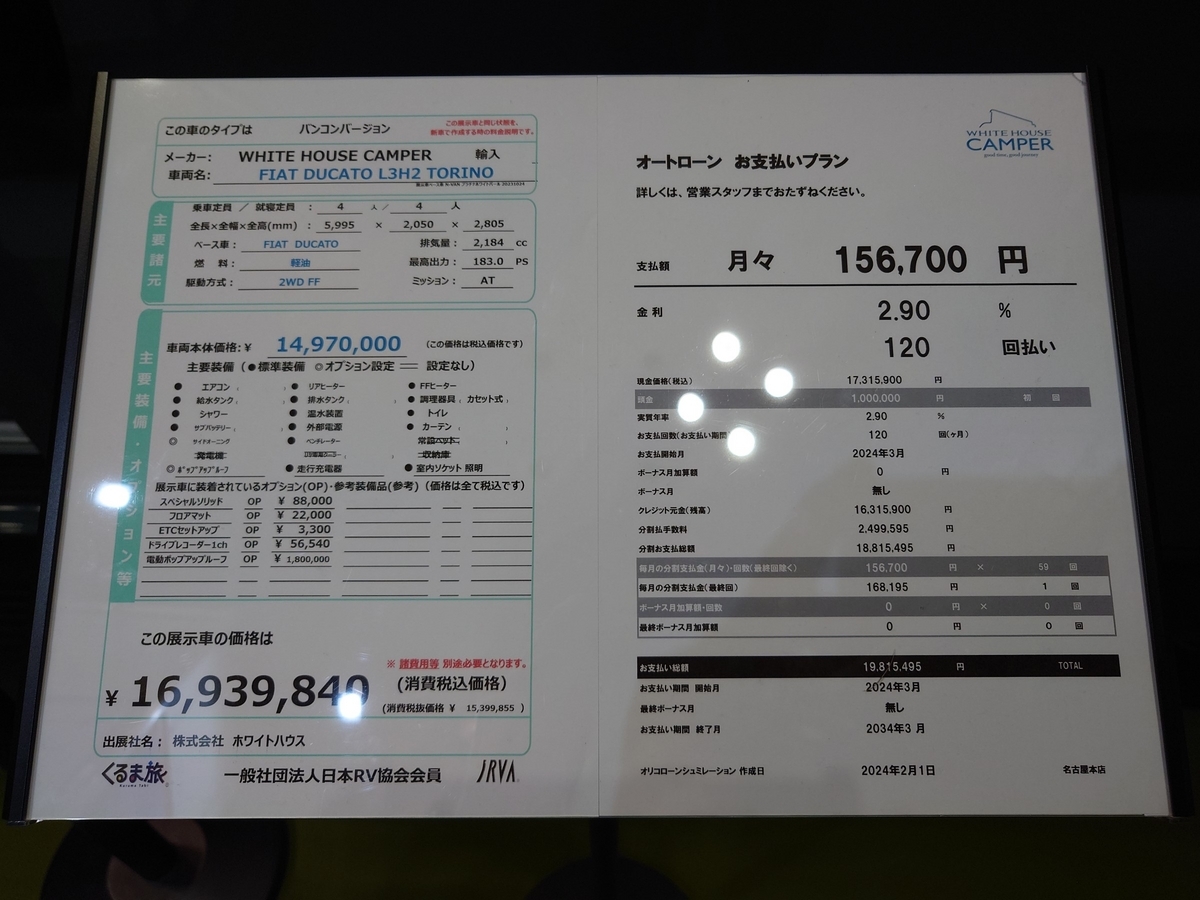 この車のタイプは バンコンバージョン
この展示車と同じ状態を、
新車で作成する時の料金説明です。
メーカー: WHITE HOUSE CAMPER 輸入
車両名: FIAT DUCATO L3H2 TORINO
主要諸元
乗車定員 / 就寝定員 : 4 人 / 4 人
全長×全幅×全高(mm) : 5,995 × 2,050 × 2,805
ベース車: FIAT DUCATO 排気量: 2,184 cc
燃 料: 軽油 最高出力: 183.0 PS
駆動方式: 2WD FF ミッション: AT
主要装備・オプション等
車両本体価格:¥ 14,970,000 (この価格は税込価格です)
主要装備 (●標準装備 ◎オプション設定 ══ 設定なし)
● エアコン ● リアヒーター ● FFヒーター
● 給水タンク ● 排水タンク ● 調理器具 カセット式
● シャワー ● 温水装置 ● トイレ
● サブバッテリー ● 外部電源 ● カーテン
◎ サイドオーニング ● ベンチレーター 常設ベット
発電機 収納庫
◎ ポップアップルーフ ● 走行充電器 ● 室内ソケット 照明
展示車に装着されているオプション(OP)・参考装備品(参考) (価格は全て税込です)
スペシャルソリッド OP ¥ 88,000
フロアマット OP ¥ 22,000
ETCセットアップ OP ¥ 3,300
ドライブレコーダー1ch OP ¥ 56,540
電動ポップアップルーフ OP ¥ 1,800,000
この展示車の価格は
※ 諸費用等 別途必要となります。
¥ 16,939,840 (消費税込価格)
(消費税抜価格 ¥ 15,399,855 )
出展社名: 株式会社 ホワイトハウス
くるま旅 一般社団法人日本RV協会会員 JRVA
Kuruma Tabi
WHITE HOUSE
CAMPER
good time, good journey
オートローン お支払いプラン
詳しくは、営業スタッフまでおたずねください。
支払額 月々 156,700 円
金利 2.90 %
120 回払い
現金価格(税込) 17,315,900 円
頭金 1,000,000 円 初 回
実質年率 2.90 %
お支払回数(お支払い期間) 120 回(ヶ月)
お支払開始月 2024年3月
ボーナス月加算額 0 円
ボーナス月 無し
クレジット元金(残高) 16,315,900 円
分割払手数料 2,499,595 円
分割お支払総額 18,815,495 円
毎月の分割支払金(月々)・回数(最終回除く) 156,700 円 × 59 回
毎月の分割支払金(最終回) 168,195 円 1 回
ボーナス月加算額・回数 0 円 × 0 回
最終ボーナス月加算額 0 円 0 回
お支払い総額 19,815,495 円 TOTAL
お支払い期間 開始月 2024年3月
最終ボーナス月 無し
お支払い期間 終了月 2034年3 月
オリコローンシュミレーション 作成日 2024年2月1日 名古屋本店